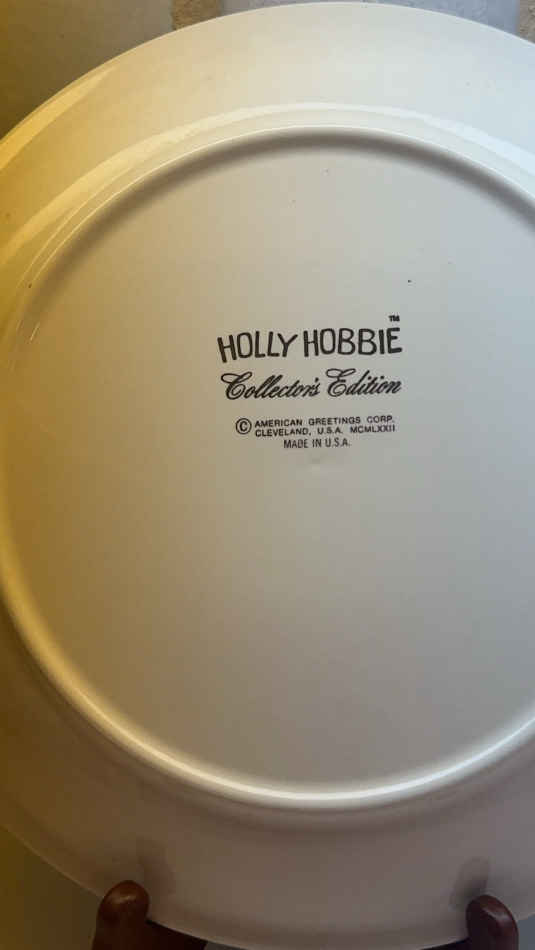 HOLLY HOBBIE™
Collector's Edition
© AMERICAN GREETINGS CORP.
CLEVELAND, U.S.A. MCMLXXII
MADE IN U.S.A.